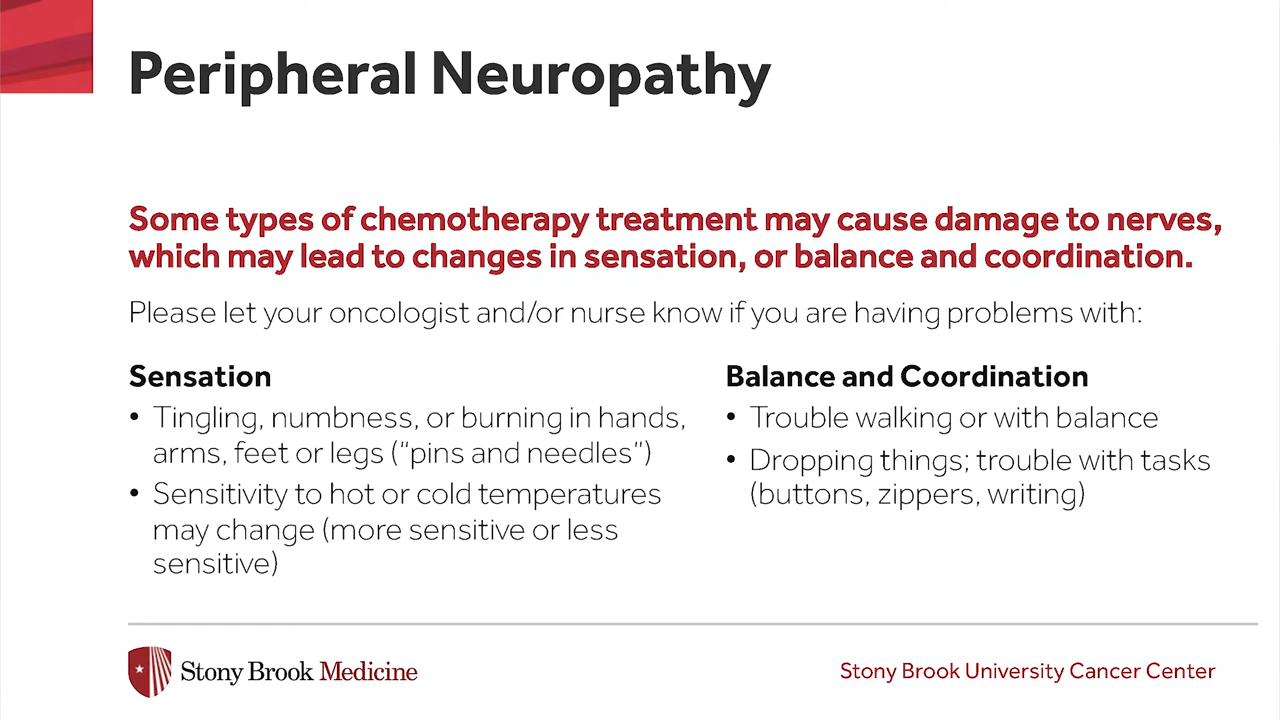 Peripheral Neuropathy
Some types of chemotherapy treatment may cause damage to nerves,
which may lead to changes in sensation, or balance and coordination.
Please let your oncologist and/or nurse know if you are having problems with:
Sensation
• Tingling, numbness, or burning in hands,
arms, feet or legs (“pins and needles”)
• Sensitivity to hot or cold temperatures
may change (more sensitive or less
sensitive)
Balance and Coordination
• Trouble walking or with balance
• Dropping things; trouble with tasks
(buttons, zippers, writing)
Stony Brook Medicine
Stony Brook University Cancer Center